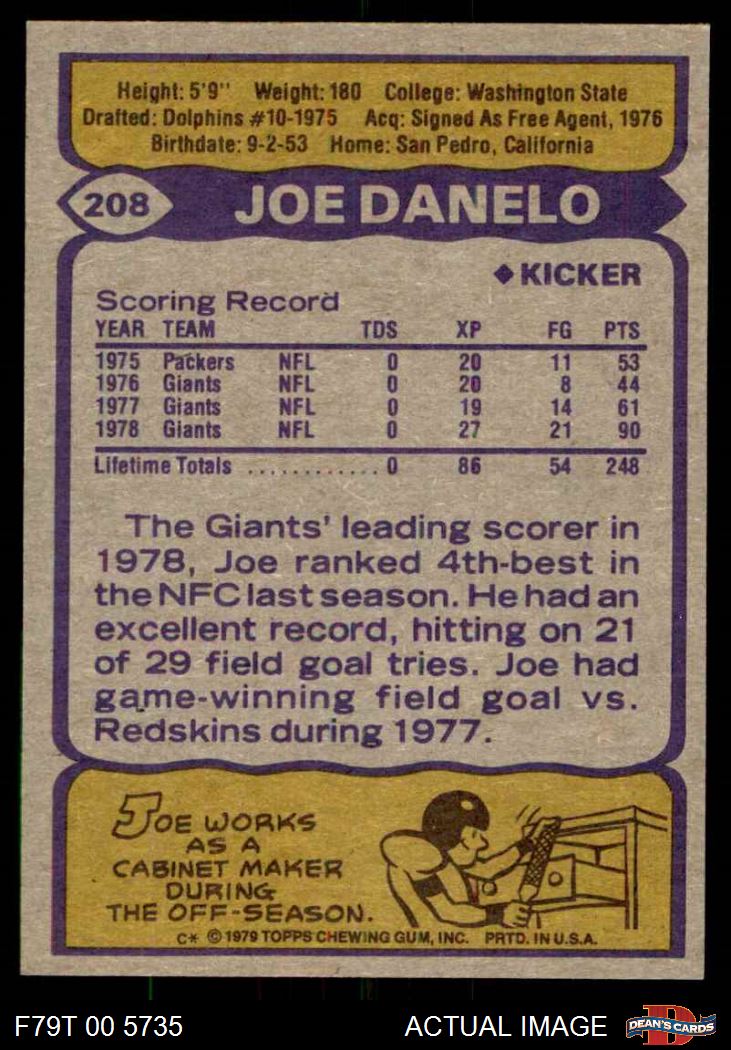 Height: 5'9" Weight: 180 College: Washington State
Drafted: Dolphins #10-1975 Acq: Signed As Free Agent, 1976
Birthdate: 9-2-53 Home: San Pedro, California
208 JOE DANELO
◆ KICKER
Scoring Record
YEAR TEAM TDS XP FG PTS
1975 Packers NFL 0 20 11 53
1976 Giants NFL 0 20 8 44
1977 Giants NFL 0 19 14 61
1978 Giants NFL 0 27 21 90
Lifetime Totals ............ 0 86 54 248
The Giants' leading scorer in
1978, Joe ranked 4th-best in
the NFC last season. He had an
excellent record, hitting on 21
of 29 field goal tries. Joe had
game-winning field goal vs.
Redskins during 1977.
JOE WORKS
AS A
CABINET MAKER
DURING
THE OFF-SEASON.
C* © 1979 TOPPS CHEWING GUM, INC. PRTD. IN U.S.A.
F79T 00 5735 ACTUAL IMAGE D DEAN'S CARDS